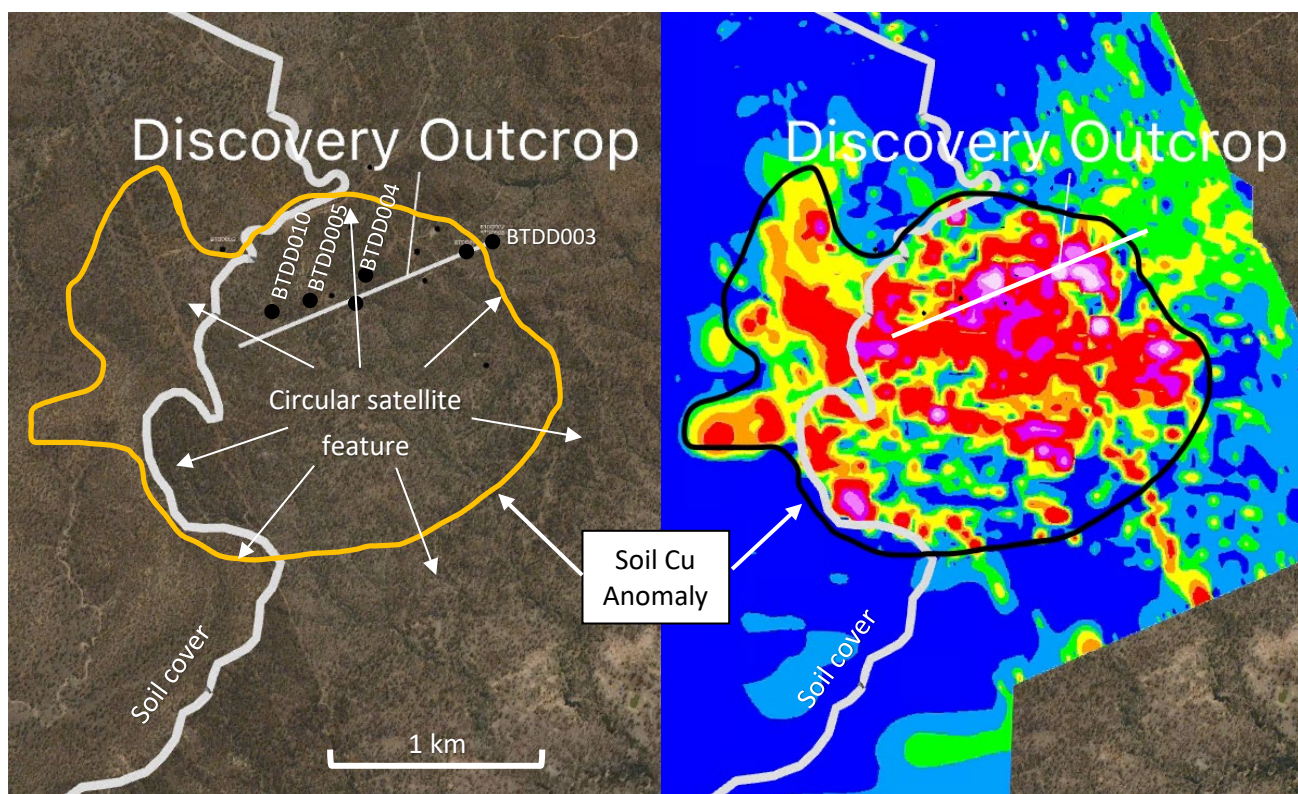 Discovery Outcrop
BTDD010
BTDD005
BTDD004
BTDD003
Circular satellite
feature
Soil cover
1 km
Soil Cu
Anomaly
Discovery Outcrop
Soil cover